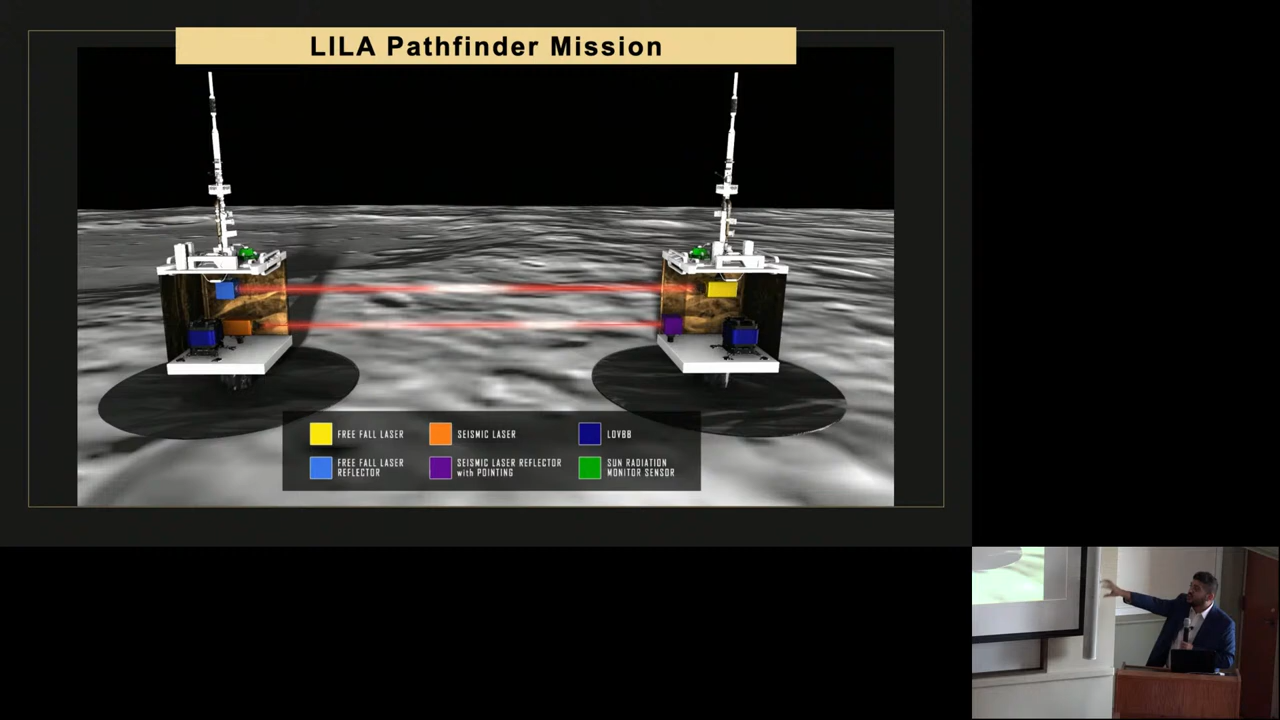 LILA Pathfinder Mission
FREE FALL LASER
SEISMIC LASER
LOVBB
FREE FALL LASER
REFLECTOR
SEISMIC LASER REFLECTOR
with POINTING
SUN RADIATION
MONITOR SENSOR